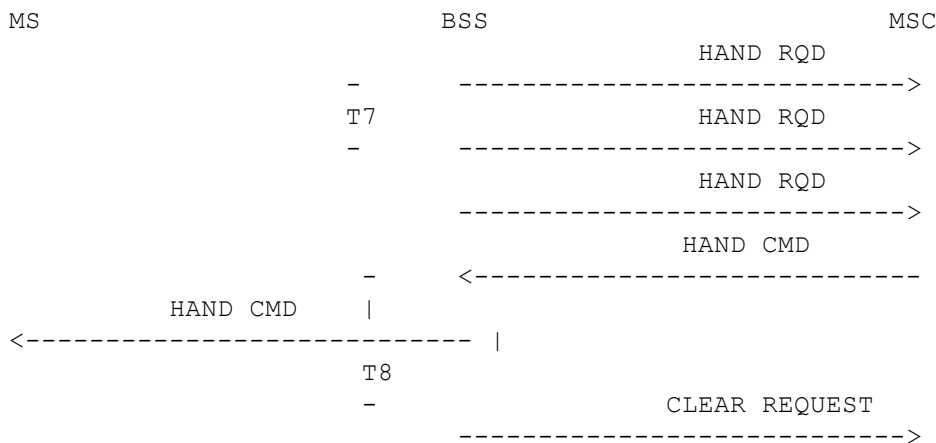 MS BSS MSC
HAND RQD
- ---------------------------->
T7 HAND RQD
- ---------------------------->
HAND RQD
---------------------------->
HAND CMD
- <----------------------------
HAND CMD |
<---------------------------- |
T8
- CLEAR REQUEST
---------------------------->